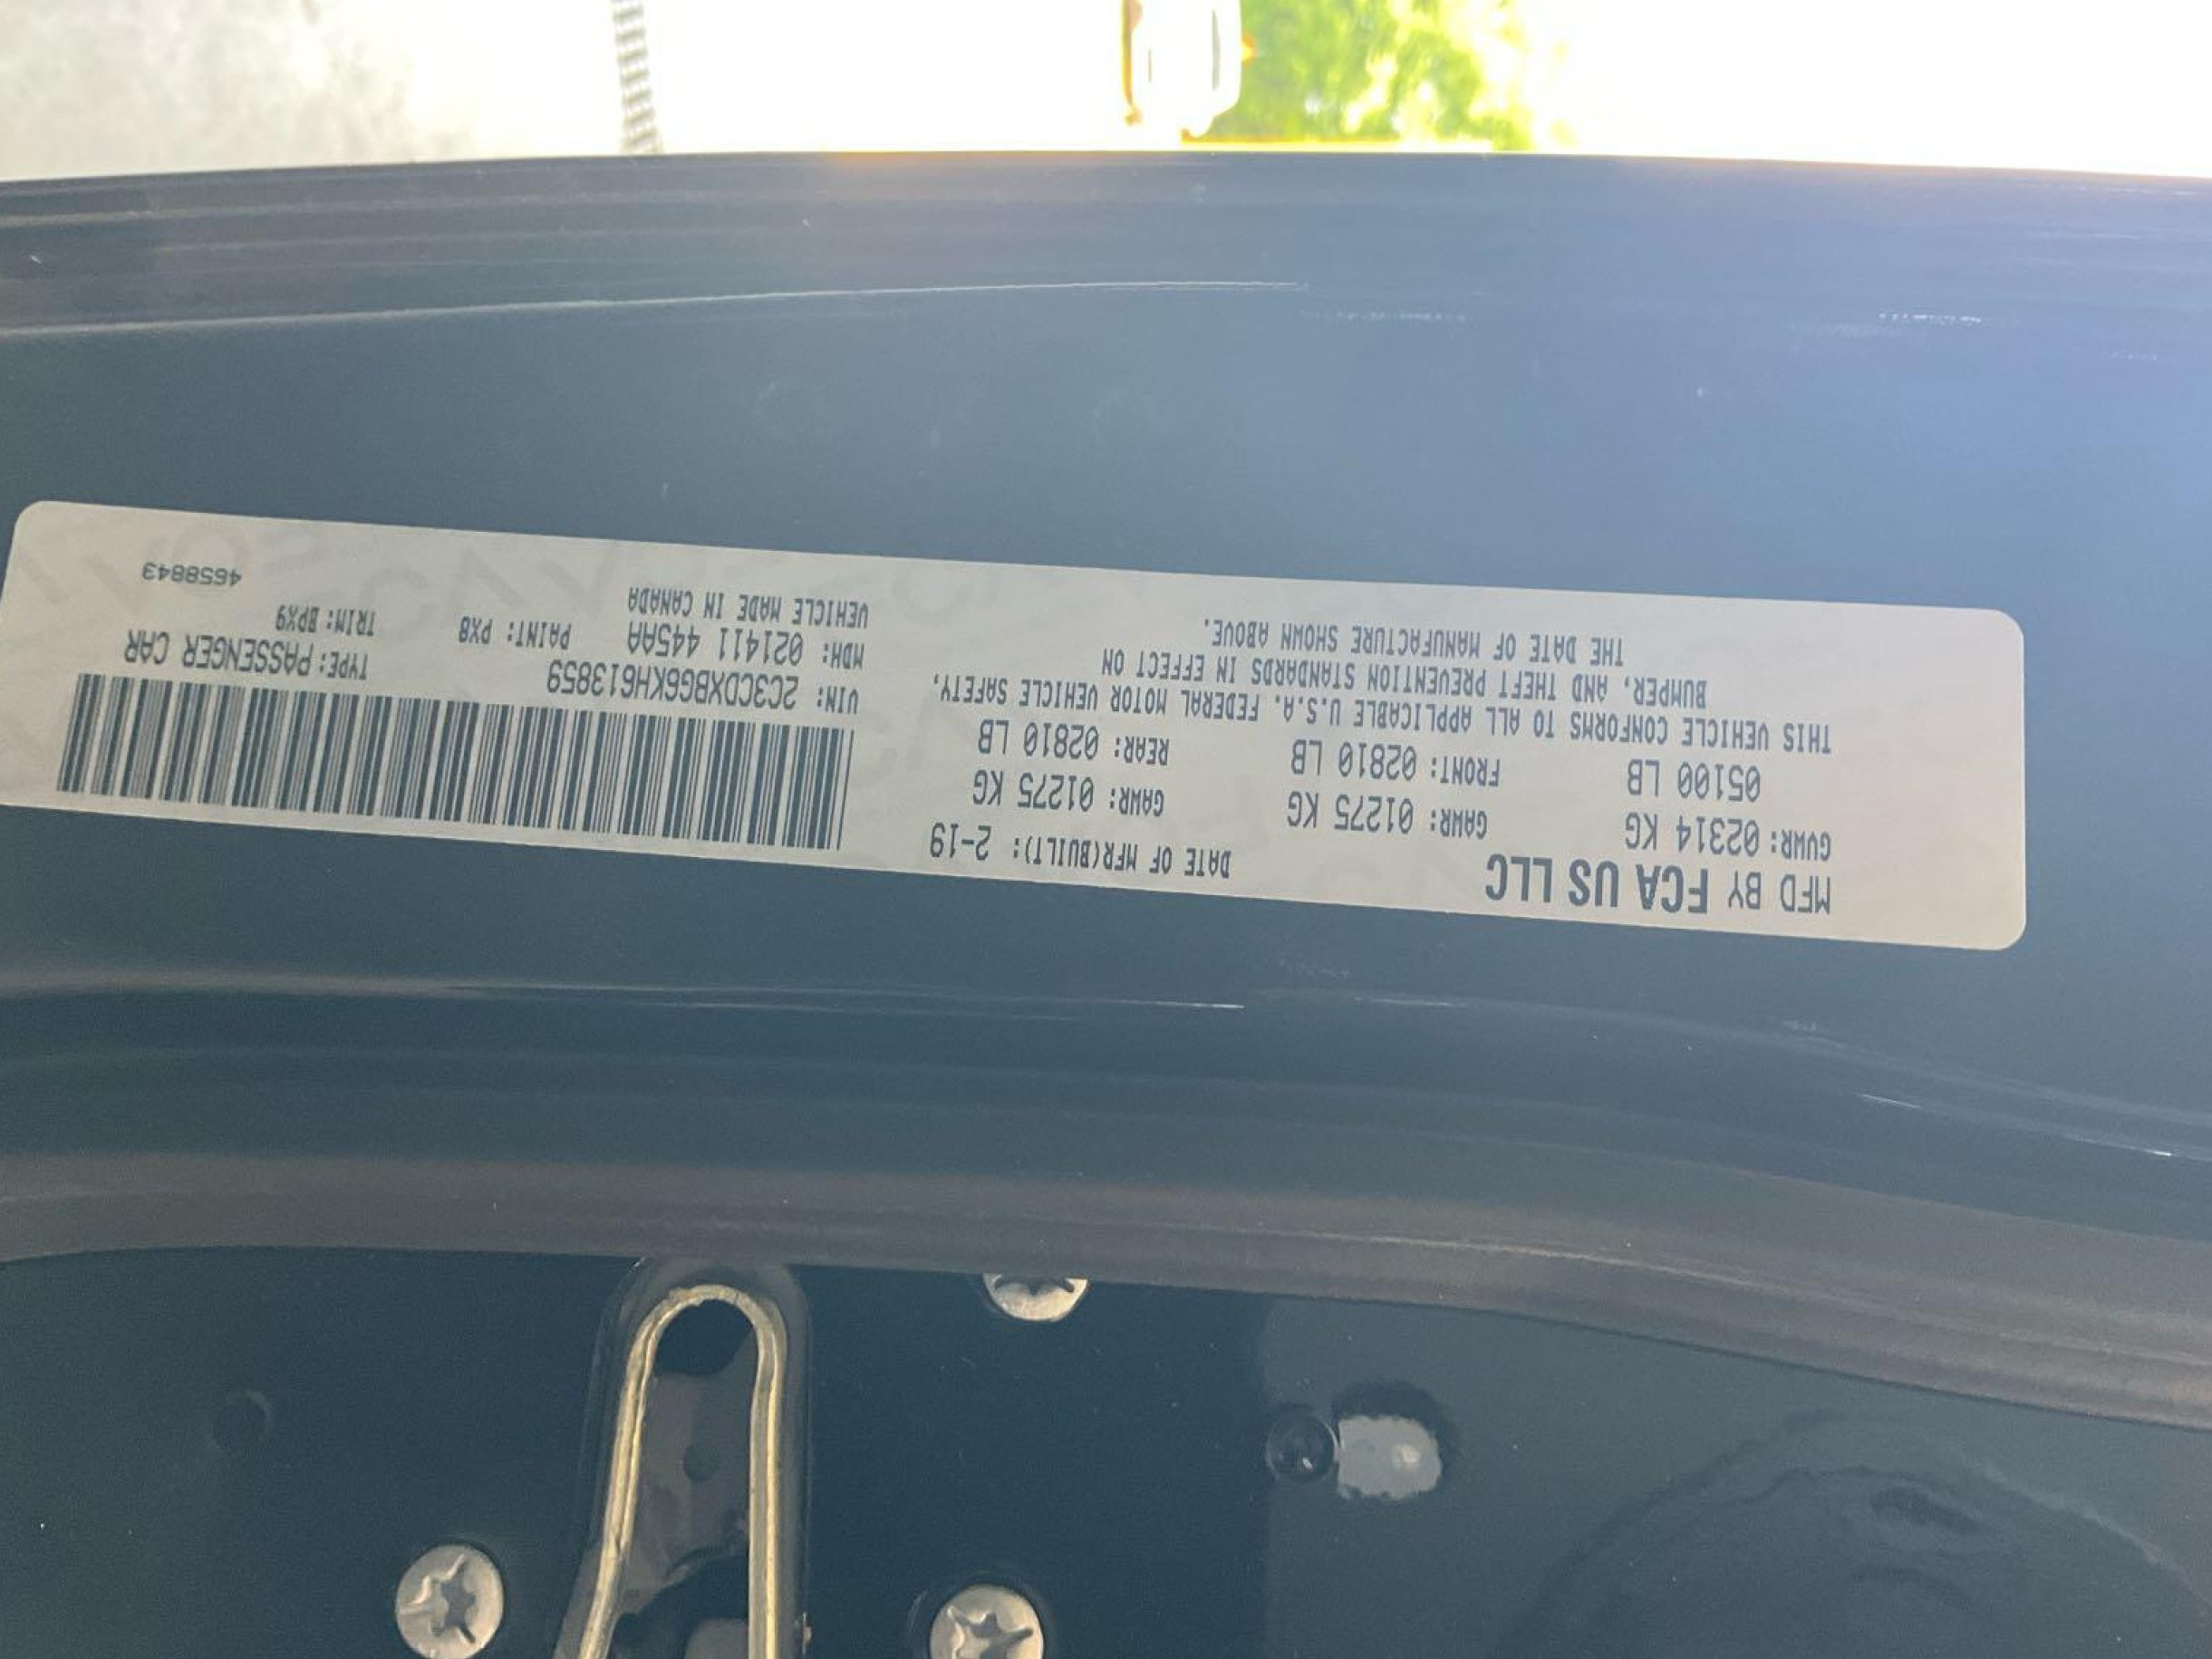 MFD BY FCA US LLC
DATE OF MFR(BUILT): 2-19
GVWR: 02314 KG GAWR: 01275 KG GAWR: 01275 KG
05100 LB FRONT: 02810 LB REAR: 02810 LB
THIS VEHICLE CONFORMS TO ALL APPLICABLE U.S.A. FEDERAL MOTOR VEHICLE SAFETY,
BUMPER, AND THEFT PREVENTION STANDARDS IN EFFECT ON
THE DATE OF MANUFACTURE SHOWN ABOVE.
VIN: 2C3CDXBG6KH613859 TYPE: PASSENGER CAR
MDH: 021411 445AA PAINT: PX8 TRIM: BPX9
VEHICLE MADE IN CANADA
4658843